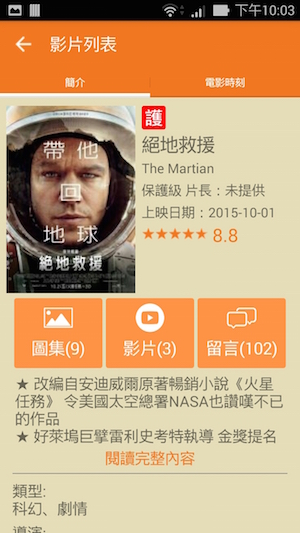 下午10:03
影片列表
簡介
電影時刻
護
絕地救援
The Martian
保護級 片長：未提供
上映日期：2015-10-01
8.8
帶他
回
地球
絕地救援
圖集(9)
影片(3)
留言(102)
★ 改編自安迪威爾原著暢銷小說《火星
任務》 令美國太空總署NASA也讚嘆不已
的作品
★ 好萊塢巨擘雷利史考特執導 金獎提名
閱讀完整內容
類型:
科幻、劇情
導演: